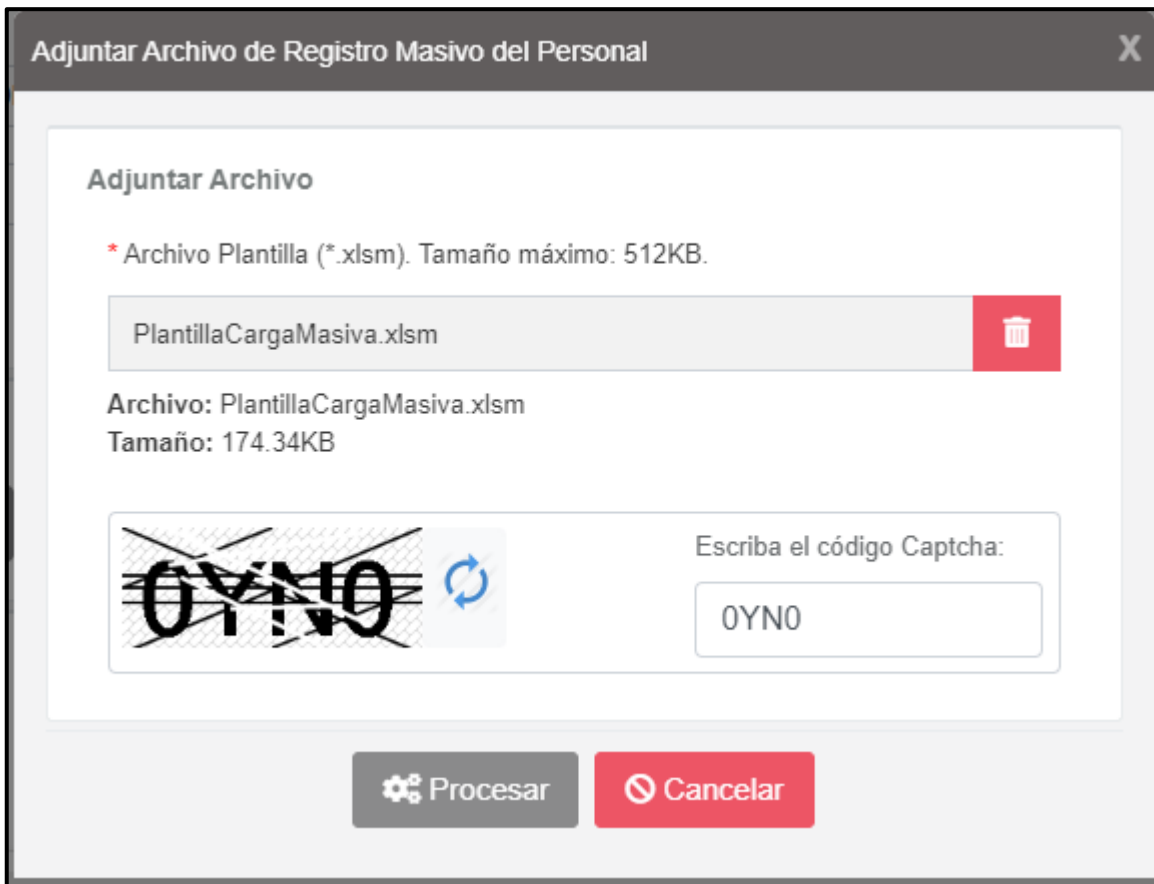 Adjuntar Archivo de Registro Masivo del Personal X
Adjuntar Archivo
* Archivo Plantilla (*.xlsm). Tamaño máximo: 512KB.
PlantillaCargaMasiva.xlsm
Archivo: PlantillaCargaMasiva.xlsm
Tamaño: 174.34KB
0YN0
Escriba el código Captcha:
0YN0
Procesar
Cancelar